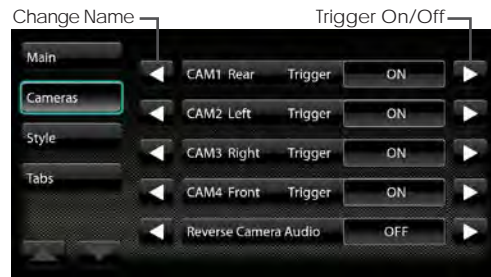 Change Name
Trigger On/Off
Main
Cameras
Style
Tabs
CAM1 Rear Trigger ON
CAM2 Left Trigger ON
CAM3 Right Trigger ON
CAM4 Front Trigger ON
Reverse Camera Audio OFF